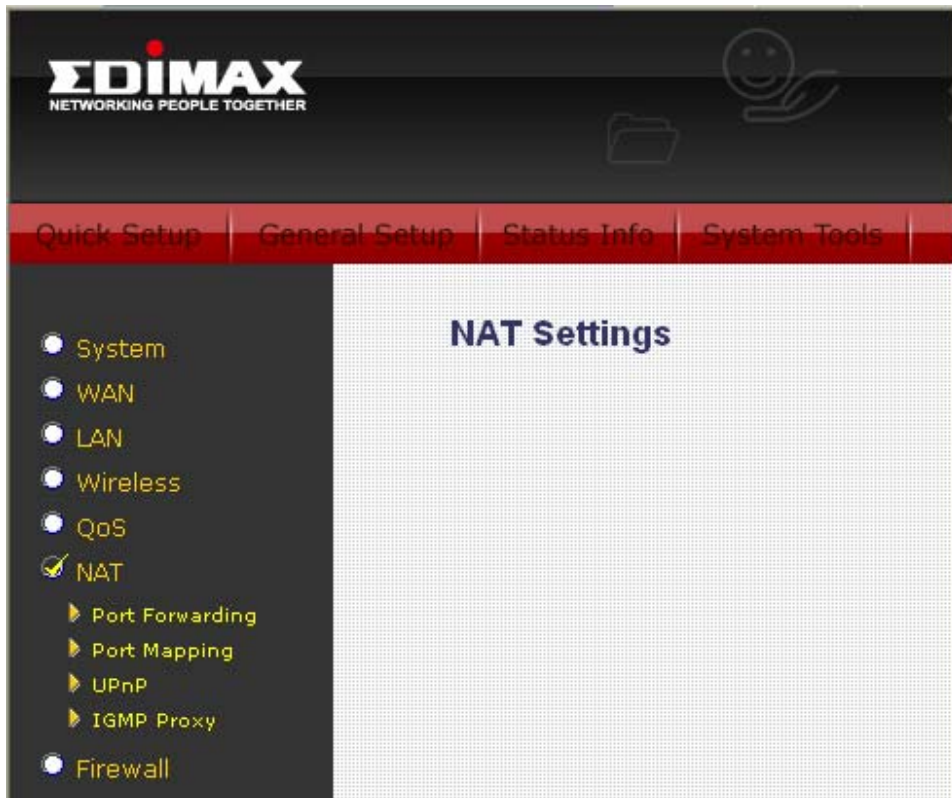 EDiMAX
NETWORKING PEOPLE TOGETHER
Quick Setup General Setup Status Info System Tools
NAT Settings
System
WAN
LAN
Wireless
QoS
NAT
Port Forwarding
Port Mapping
UPnP
IGMP Proxy
Firewall